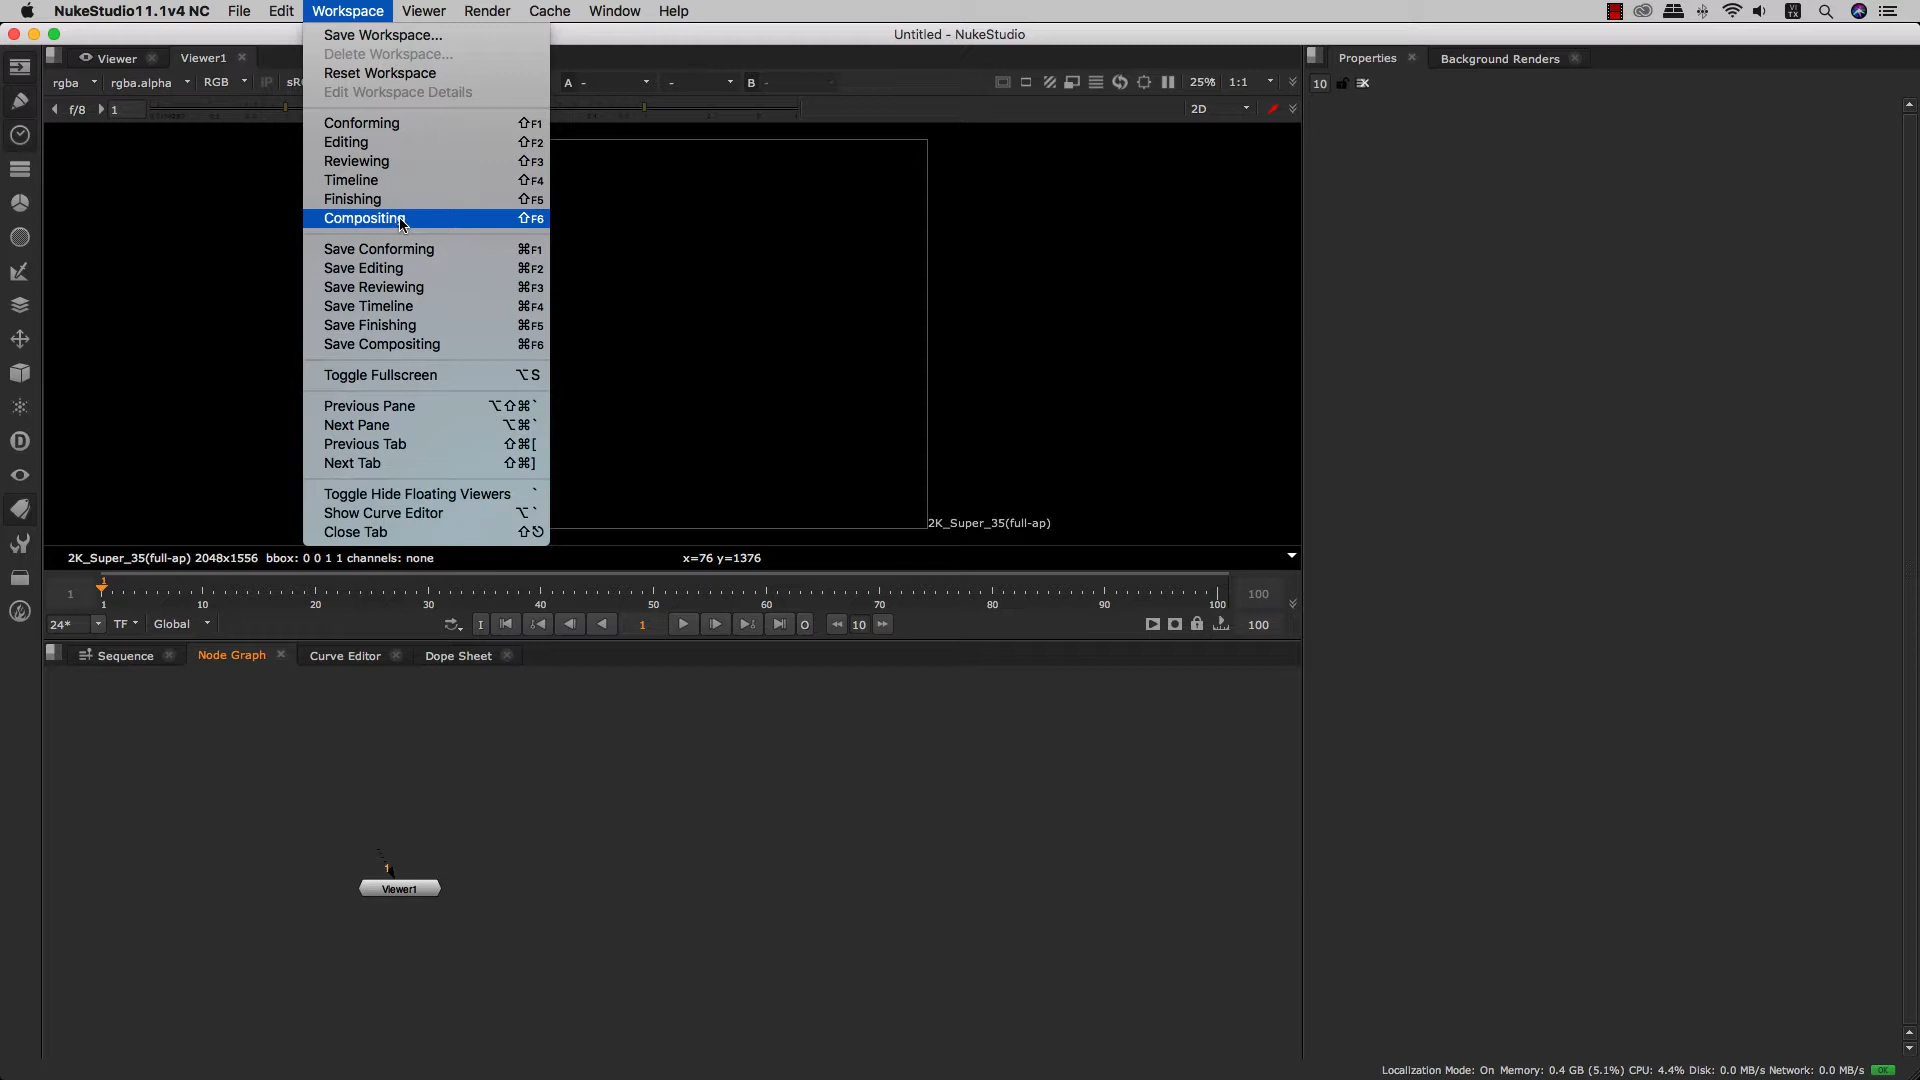 NukeStudio11.1v4 NC File Edit Workspace Viewer Render Cache Window Help
Untitled - NukeStudio
Save Workspace...
Delete Workspace...
Reset Workspace
Edit Workspace Details
Conforming ⇧F1
Editing ⇧F2
Reviewing ⇧F3
Timeline ⇧F4
Finishing ⇧F5
Compositing ⇧F6
Save Conforming ⌘F1
Save Editing ⌘F2
Save Reviewing ⌘F3
Save Timeline ⌘F4
Save Finishing ⌘F5
Save Compositing ⌘F6
Toggle Fullscreen ⌥S
Previous Pane ⌥⇧⌘`
Next Pane ⌥⌘`
Previous Tab ⇧⌘[
Next Tab ⇧⌘]
Toggle Hide Floating Viewers `
Show Curve Editor ⌥`
Close Tab ⇧⎋
Viewer Viewer1
rgba rgba.alpha RGB IP sR A - - B - 25% 1:1
f/8 1 2D
Properties Background Renders
10
2K_Super_35(full-ap)
2K_Super_35(full-ap) 2048x1556 bbox: 0 0 1 1 channels: none x=76 y=1376
1
1 100
1 10 20 30 40 50 60 70 80 90 100
24* TF Global I 1 O 10 100
Sequence Node Graph Curve Editor Dope Sheet
1
Viewer1
Localization Mode: On Memory: 0.4 GB (5.1%) CPU: 4.4% Disk: 0.0 MB/s Network: 0.0 MB/s OK